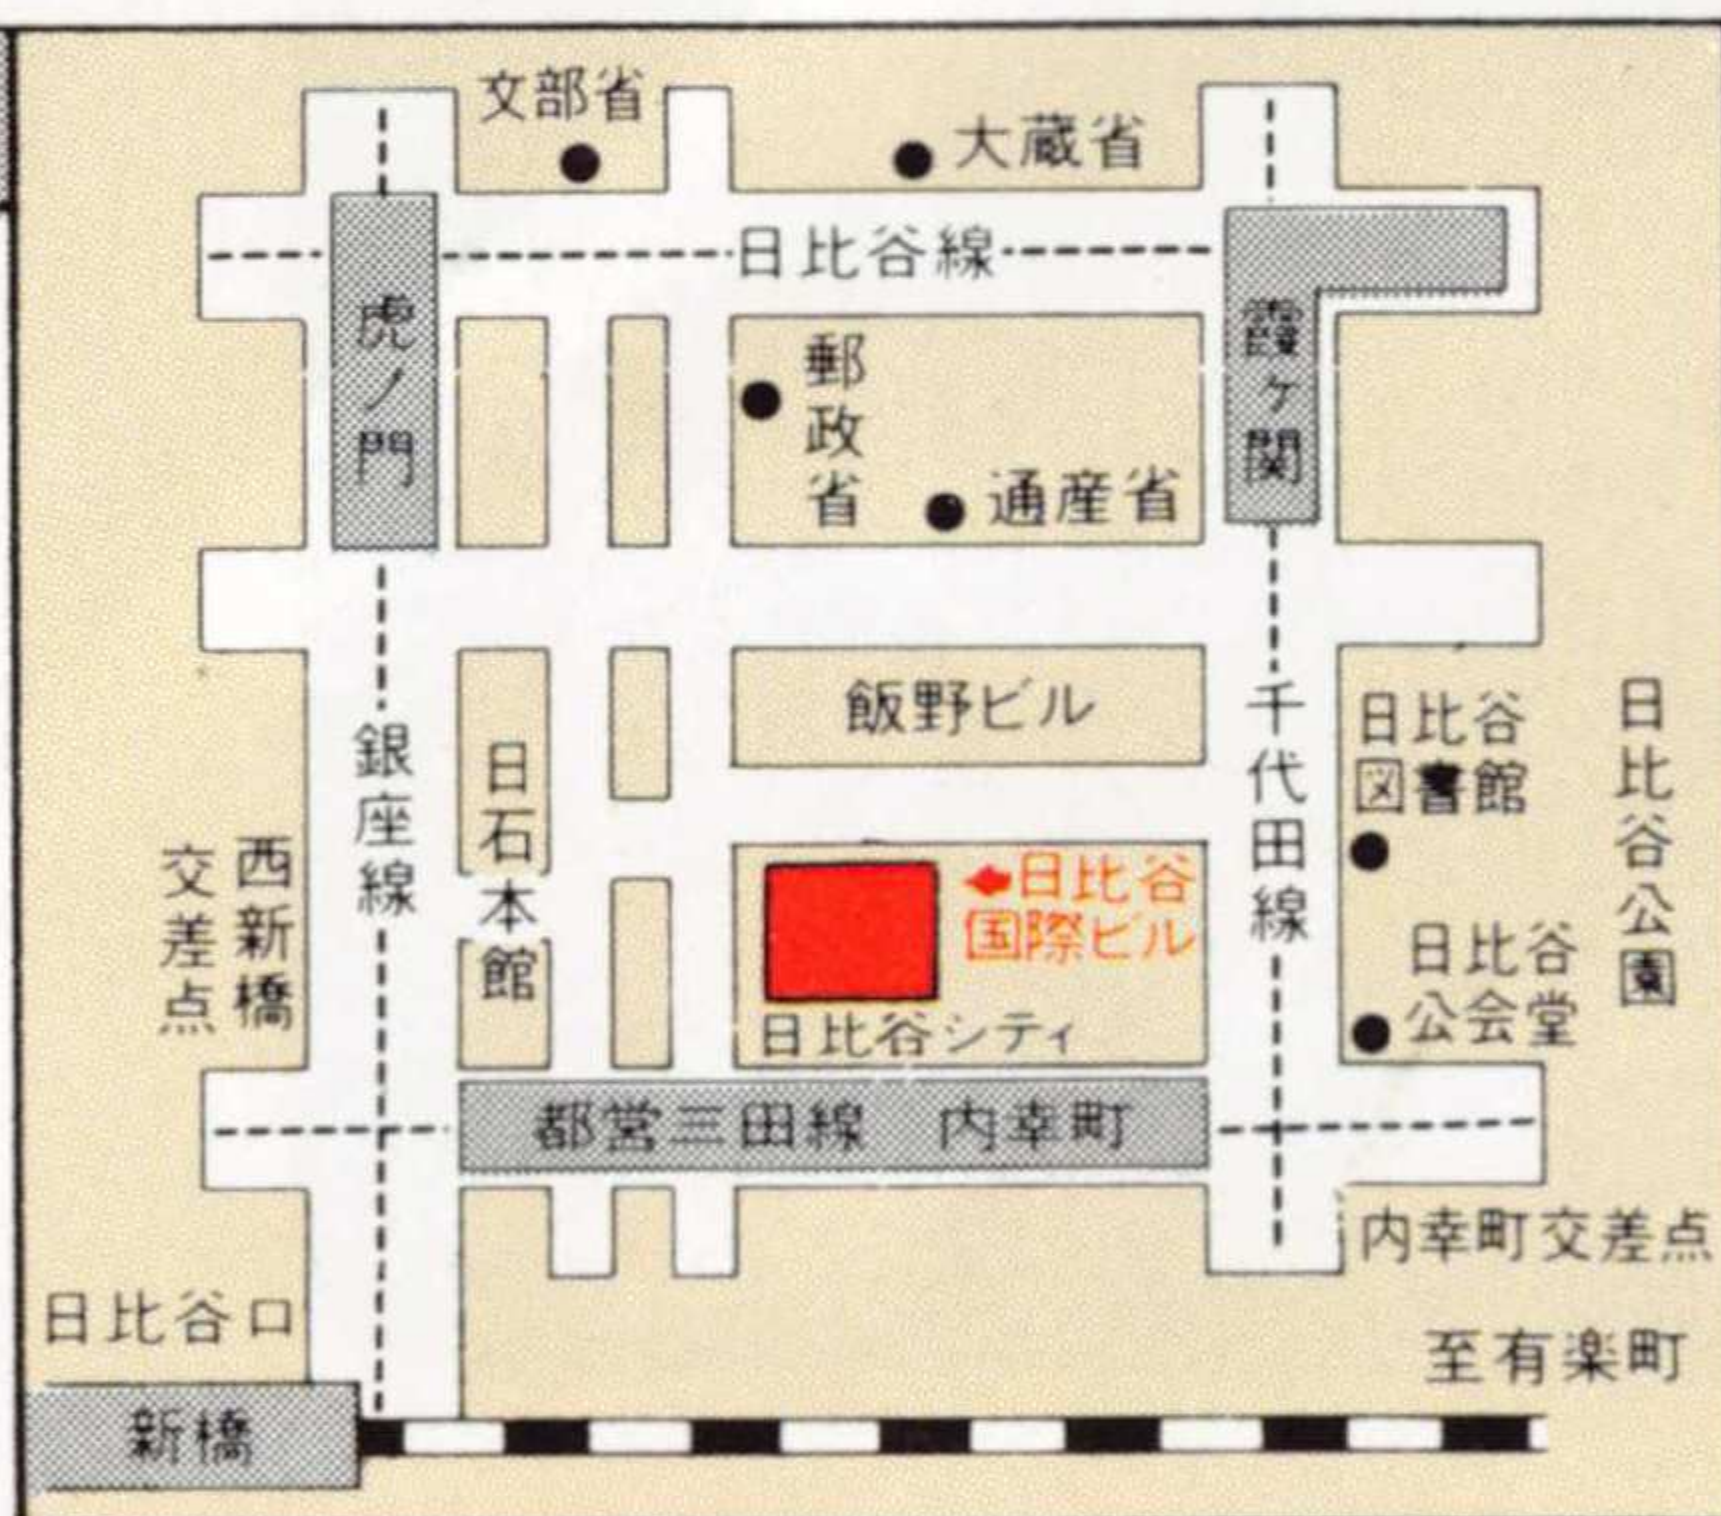 文部省
大蔵省
日比谷線
虎ノ門
霞ヶ関
郵政省
通産省
飯野ビル
銀座線
日石本館
千代田線
日比谷
図書館
日比谷公園
西新橋
交差点
日比谷
国際ビル
日比谷シティ
日比谷
公会堂
都営三田線 内幸町
内幸町交差点
日比谷口
至有楽町
新橋